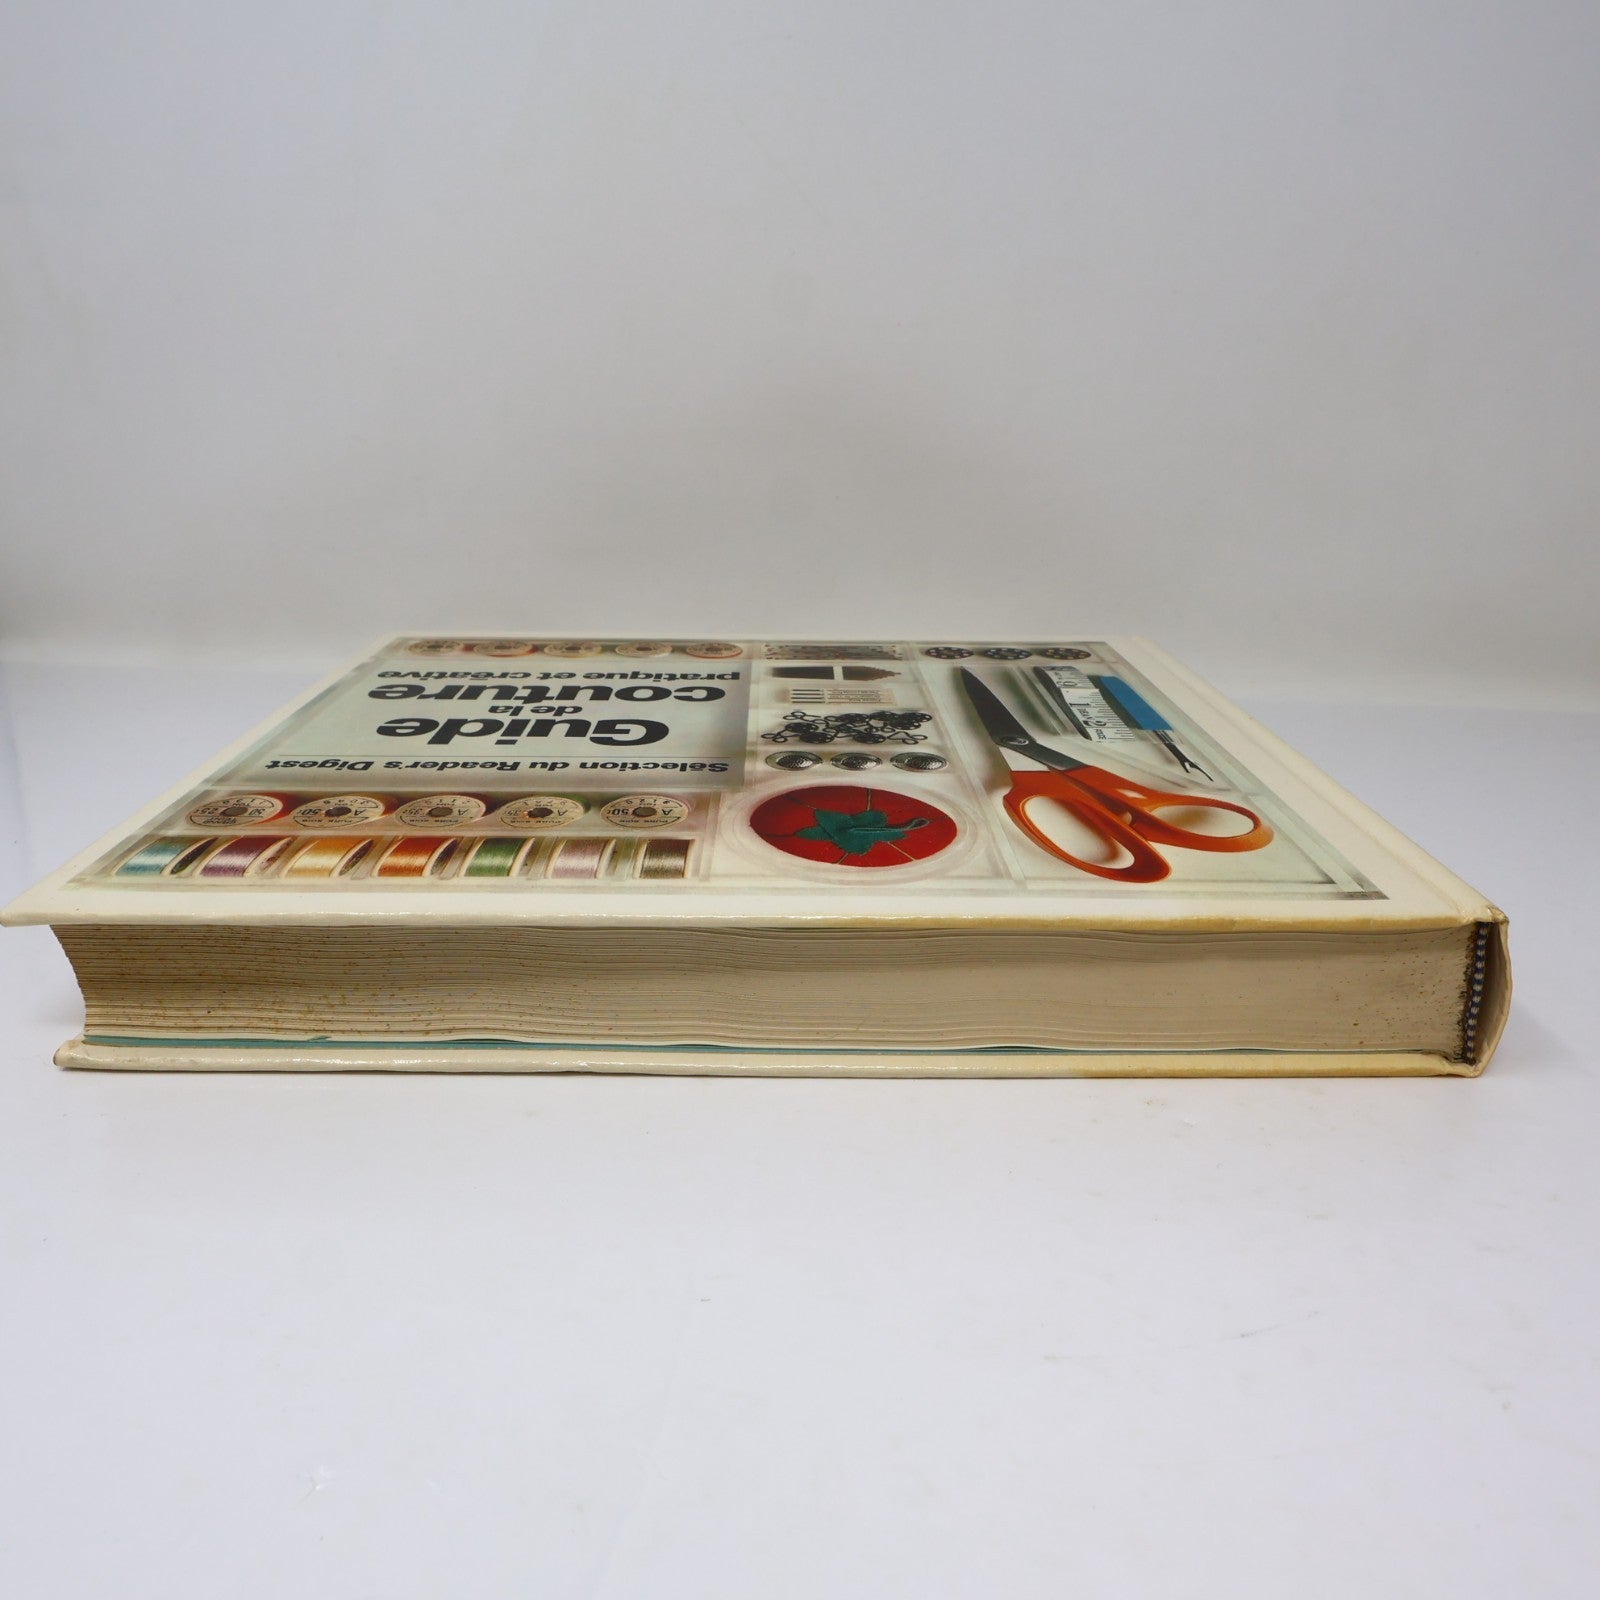 Sélection du Reader's Digest
Guide
de la
couture
pratique et créative